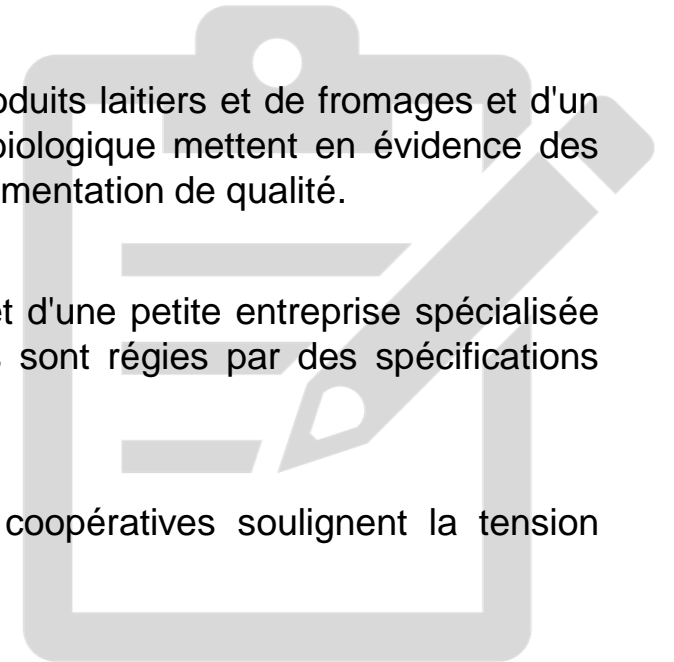 oduits laitiers et de fromages et d'un
biologique mettent en évidence des
mentation de qualité.
et d'une petite entreprise spécialisée
s sont régies par des spécifications
coopératives soulignent la tension